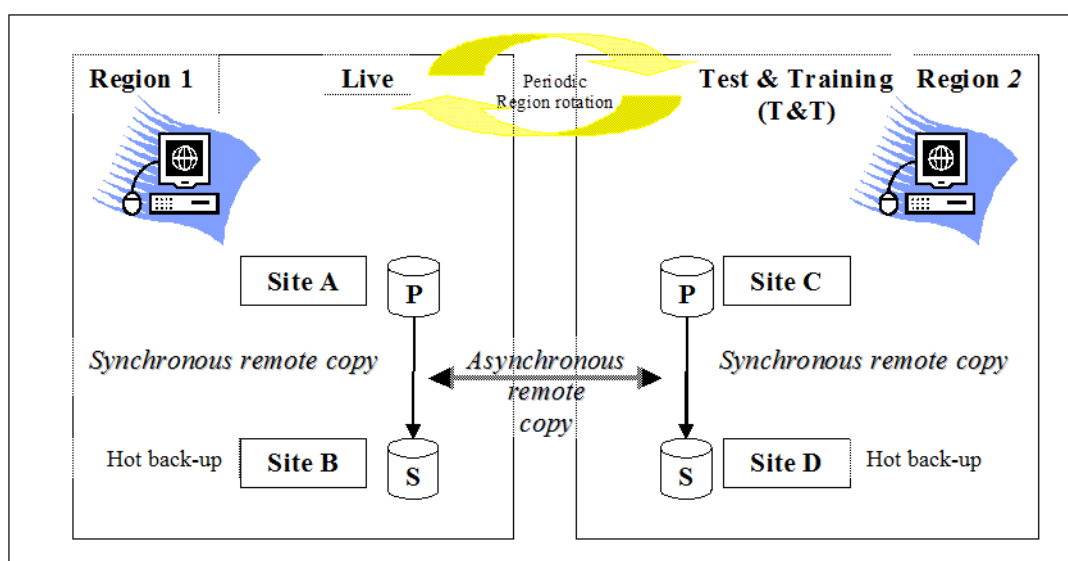 Region 1
Live
Periodic
Region rotation
Test & Training
(T&T)
Region 2
Site A
P
P
Site C
Synchronous remote copy
Asynchronous
remote
copy
Synchronous remote copy
Hot back-up
Site B
S
S
Site D
Hot back-up